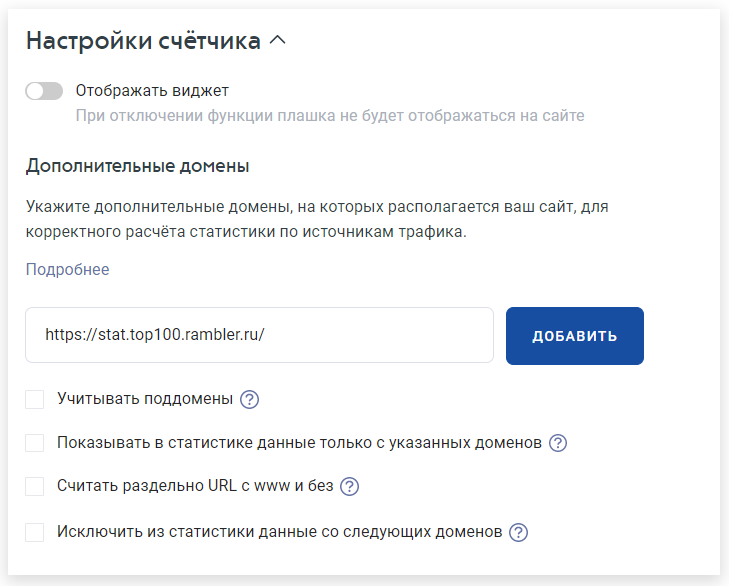 Настройки счётчика
Отображать виджет
При отключении функции плашка не будет отображаться на сайте
Дополнительные домены
Укажите дополнительные домены, на которых располагается ваш сайт, для
корректного расчёта статистики по источникам трафика.
Подробнее
https://stat.top100.rambler.ru/
ДОБАВИТЬ
Учитывать поддомены ?
Показывать в статистике данные только с указанных доменов ?
Считать раздельно URL с www и без ?
Исключить из статистики данные со следующих доменов ?